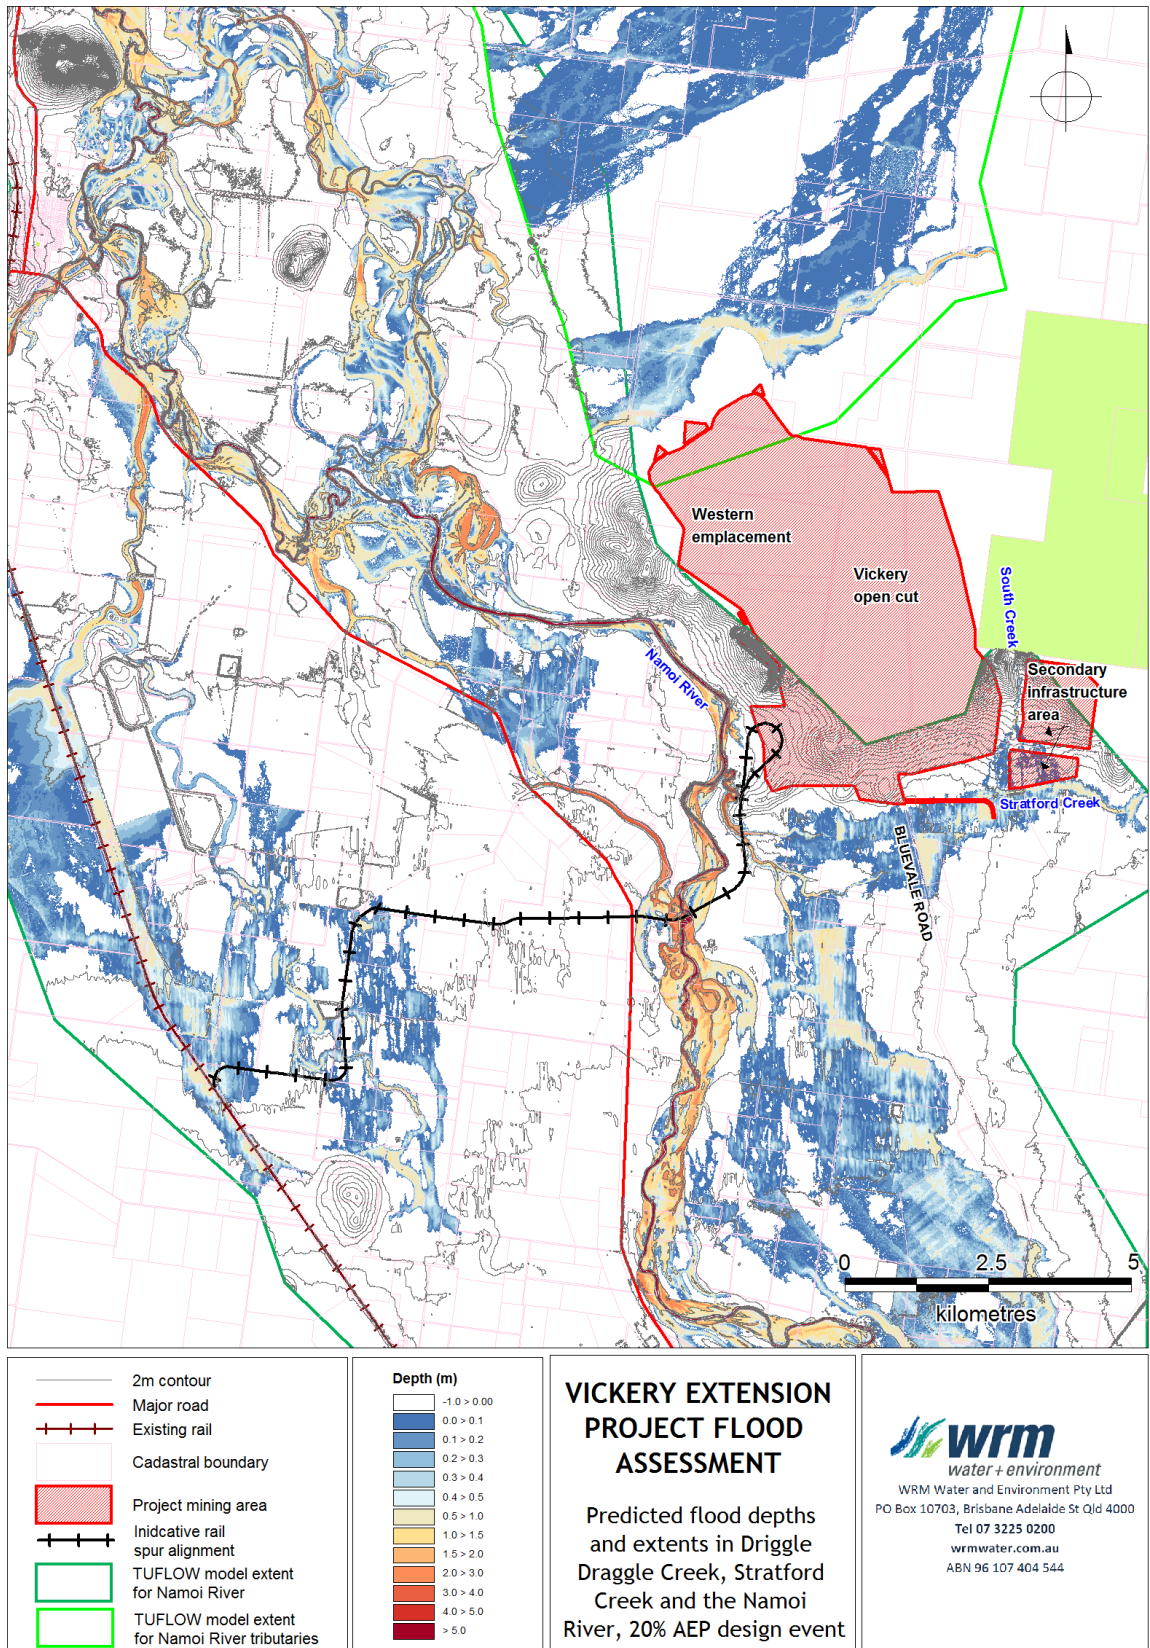 Western
emplacement
Vickery
open cut
South Creek
Secondary
infrastructure
area
Namoi River
Stratford Creek
BLUEVALE ROAD
0 2.5 5
kilometres
2m contour
Major road
Existing rail
Cadastral boundary
Project mining area
Inidcative rail
spur alignment
TUFLOW model extent
for Namoi River
TUFLOW model extent
for Namoi River tributaries
Depth (m)
-1.0 > 0.00
0.0 > 0.1
0.1 > 0.2
0.2 > 0.3
0.3 > 0.4
0.4 > 0.5
0.5 > 1.0
1.0 > 1.5
1.5 > 2.0
2.0 > 3.0
3.0 > 4.0
4.0 > 5.0
> 5.0
VICKERY EXTENSION
PROJECT FLOOD
ASSESSMENT
Predicted flood depths
and extents in Driggle
Draggle Creek, Stratford
Creek and the Namoi
River, 20% AEP design event
wrm
water + environment
WRM Water and Environment Pty Ltd
PO Box 10703, Brisbane Adelaide St Qld 4000
Tel 07 3225 0200
wrmwater.com.au
ABN 96 107 404 544